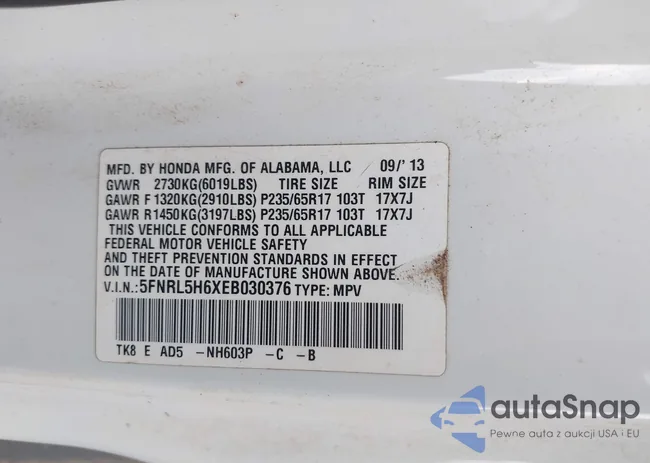 MFD. BY HONDA MFG. OF ALABAMA, LLC 09/'13
GVWR 2730KG(6019LBS) TIRE SIZE RIM SIZE
GAWR F 1320KG(2910LBS) P235/65R17 103T 17X7J
GAWR R1450KG(3197LBS) P235/65R17 103T 17X7J
THIS VEHICLE CONFORMS TO ALL APPLICABLE
FEDERAL MOTOR VEHICLE SAFETY
AND THEFT PREVENTION STANDARDS IN EFFECT
ON THE DATE OF MANUFACTURE SHOWN ABOVE.
V.I.N.:5FNRL5H6XEB030376 TYPE: MPV
TK8 E AD5 -NH603P -C -B
autaSnap
Pewne auta z aukcji USA i EU